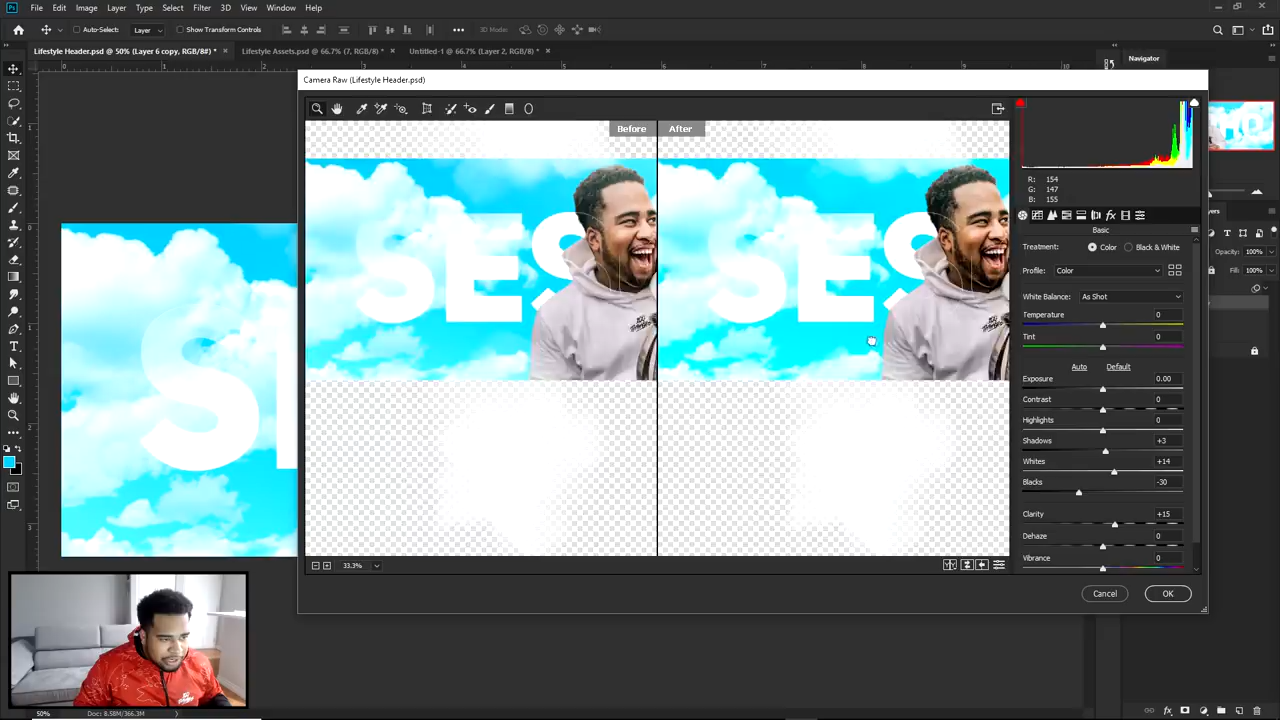 File Edit Image Layer Type Select Filter 3D View Window Help
Auto-Select: Layer Show Transform Controls 3D Mode:
Lifestyle Header.psd @ 50% (Layer 6 copy, RGB/8#) * × Lifestyle Assets.psd @ 66.7% (7, RGB/8) * × Untitled-1 @ 66.7% (Layer 2, RGB/8) * ×
Navigator
Camera Raw (Lifestyle Header.psd)
Before After
R: 154
G: 147
B: 155
Basic
Treatment: Color Black & White
Profile: Color
White Balance: As Shot
Temperature 0
Tint 0
Auto Default
Exposure 0.00
Contrast 0
Highlights 0
Shadows +3
Whites +14
Blacks -30
Clarity +15
Dehaze 0
Vibrance 0
33.3%
Cancel OK
Opacity: 100%
Fill: 100%
SES
SES
S
50% Doc: 8.58M/366.3M